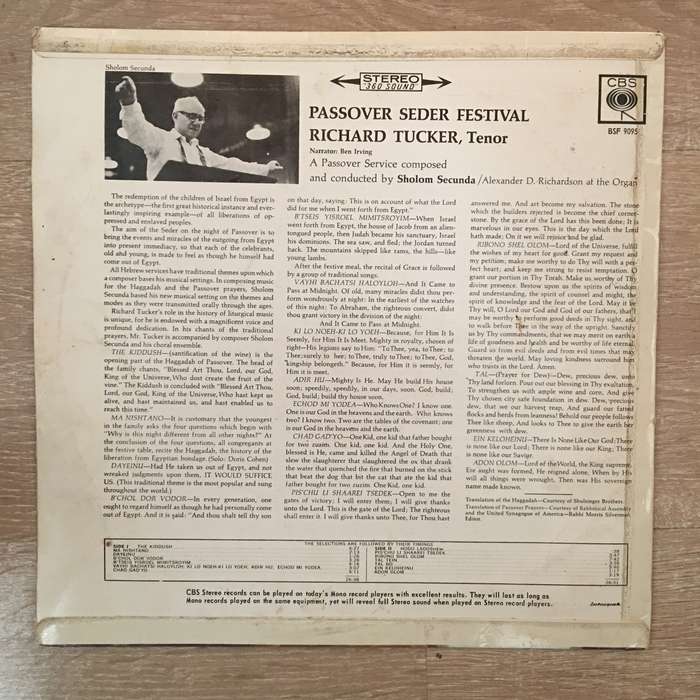 Sholom Secunda
STEREO
"360 SOUND"
CBS
BSF 9095
PASSOVER SEDER FESTIVAL
RICHARD TUCKER, Tenor
Narrator: Ben Irving
A Passover Service composed
and conducted by Sholom Secunda/Alexander D. Richardson at the Organ
The redemption of the children of Israel from Egypt is
the archetype—the first great historical instance and ever-
lastingly inspiring example—of all liberations of op-
pressed and enslaved peoples.
The aim of the Seder on the night of Passover is to
bring the events and miracles of the outgoing from Egypt
into present immediacy, so that each of the celebrants,
old and young, is made to feel as though he himself had
come out of Egypt.
All Hebrew services have traditional themes upon which
a composer bases his musical settings. In composing music
for the Haggadah and the Passover prayers, Sholom
Secunda based his new musical setting on the themes and
modes as they were transmitted orally through the ages.
Richard Tucker's role in the history of liturgical music
is unique, for he is endowed with a magnificent voice and
profound dedication. In his chants of the traditional
prayers, Mr. Tucker is accompanied by composer Sholom
Secunda and his choral ensemble.
THE KIDDUSH—(santification of the wine) is the
opening part of the Haggadah of Passover. The head of
the family chants, "Blessed Art Thou, Lord, our God,
King of the Universe, Who dost create the fruit of the
vine." The Kiddush is concluded with "Blessed Art Thou,
Lord, our God, King of the Universe, Who hast kept us
alive, and hast maintained us, and hast enabled us to
reach this time."
MA NISHTANO—It is customary that the youngest
in the family asks the four questions which begin with
"Why is this night different from all other nights?" At
the conclusion of the four questions, all congregants at
the festive table, recite the Haggadah, the history of the
liberation from Egyptian bondage. (Solo: Doris Cohen)
DAYEINU—Had He taken us out of Egypt, and not
wreaked judgments upon them, IT WOULD SUFFICE
US. (This traditional theme is the most popular and sung
throughout the world.)
B'CHOL DOR VODOR—In every generation, one
ought to regard himself as though he had personally come
out of Egypt. And it is said: "And thou shalt tell thy son
on that day, saying: This is on account of what the Lord
did for me when I went forth from Egypt."
B'TSEIS YISROEL MIMITSROYIM—When Israel
went forth from Egypt, the house of Jacob from an alien-
tongued people, then Judah became his sanctuary, Israel
his dominions. The sea saw, and fled; the Jordan turned
back. The mountains skipped like rams, the hills—like
young lambs.
After the festive meal, the recital of Grace is followed
by a group of traditional songs.
VAYHI BACHATSI HALOYLOH—And It Came to
Pass at Midnight. Of old, many miracles didst thou per-
form wondrously at night: In the earliest of the watches
of this night: To Abraham, the righteous convert, didst
thou grant victory in the division of the night:
And It Came to Pass at Midnight.
KI LO NOEH-KI LO YOEH—Because, for Him It Is
Seemly, for Him It Is Meet. Mighty in royalty, chosen of
right—His legions say to Him: "To Thee, yea, to Thee; to
Thee, surely to hee; to Thee, truly to Thee; to Thee, God,
kingship belongeth." Because, for Him it is seemly, for
Him it is meet.
ADIR HU—Mighty Is He. May He build His house
soon; speedily, speedily, in our days, soon. God, build;
God, build; build thy house soon.
ECHOD MI YODEA—Who Knows One? I know one.
One is our God in the heavens and the earth. Who knows
two? I know two. Two are the tables of the covenant; one
is our God in the heavens and the earth.
CHAD GAD'YO—One Kid, one kid that father bought
for two zuzim. One kid, one kid. And the Holy One,
blessed is He, came and killed the Angel of Death that
slew the slaughterer that slaughtered the ox that drank
the water that quenched the fire that burned on the stick
that beat the dog that bit the cat that ate the kid that
father bought for two zuzim. One kid, one kid.
PIS'CHU LI SHAAREI TSEDEK—Open to me the
gates of victory; I will enter them; I will give thanks
unto the Lord. This is the gate of the Lord; The righteous
shall enter it. I will give thanks unto Thee, for Thou hast
answered me. And art become my salvation. The stone
which the builders rejected is become the chief corner-
stone. By the grace of the Lord has this been done; It is
marvelous in our eyes. This is the day which the Lord
hath made; On it we will rejoice and be glad.
RIBONO SHEL OLOM—Lord of the Universe, fulfill
the wishes of my heart for good. Grant my request and
my petition; make me worthy to do Thy will with a per-
fect heart; and keep me strong to resist temptation. O
grant our portion in Thy Torah. Make us worthy of Thy
divine presence. Bestow upon us the spirits of wisdom
and understanding, the spirit of counsel and might, the
spirit of knowledge and the fear of the Lord. May it be
Thy will, O Lord our God and God of our fathers, that I
may be worthy to perform good deeds in Thy sight, and
to walk before Thee in the way of the upright. Sanctify
us by Thy commandments, that we may merit on earth a
life of goodness and health and be worthy of life eternal.
Guard us from evil deeds and from evil times that may
threaten the world. May loving kindness surround him
who trusts in the Lord. Amen.
TAL—(Prayer for Dew)!—Dew, precious dew, unto
Thy land forlorn. Pour out our blessing in Thy exultation,
To strengthen us with ample wine and corn, And give
Thy chosen city safe foundation in dew. Dew, precious
dew, that we our harvest reap, And guard our fatted
flocks and herds from leanness! Behold our people follows
Thee like sheep, And looks to Thee to give the earth her
greenness with dew.
EIN KELOHEINU—There Is None Like Our God; There
is none like our Lord; There is none like our King; There
is none like our Savior.
ADON OLOM—Lord of the World, the King supreme,
Ere aught was formed, He reigned alone, When by His
will all things were wrought, Then was His sovereign
name made known.
Translation of the Haggadah—Courtesy of Shulsinger Brothers.
Translation of Passover Prayers—Courtesy of Rabbinical Assembly
and the United Synagogue of America—Rabbi Morris Silverman,
Editor.
THE SELECTIONS ARE FOLLOWED BY THEIR TIMINGS
SIDE I THE KIDDUSH
MA NISHTANO
DAYEINU
B'CHOL DOR VODOR
B'TSEIS YISROEL MIMITSROYIM
VAYHI BACHATSI HALOYLOH, KI LO NOEH-KI LO YOEH, ADIR HU, ECHOD MI YODEA,
CHAD GAD'YO
SIDE II HODU LADOSHEM
PIS'CHU LI SHAAREI TSEDEK
RIBONO SHEL OLOM
TAL TEIN
TAL BO
EIN KELOHEINU
ADON OLOM
CBS Stereo records can be played on today's Mono record players with excellent results. They will last as long as
Mono records played on the same equipment, yet will reveal full Stereo sound when played on Stereo record players.